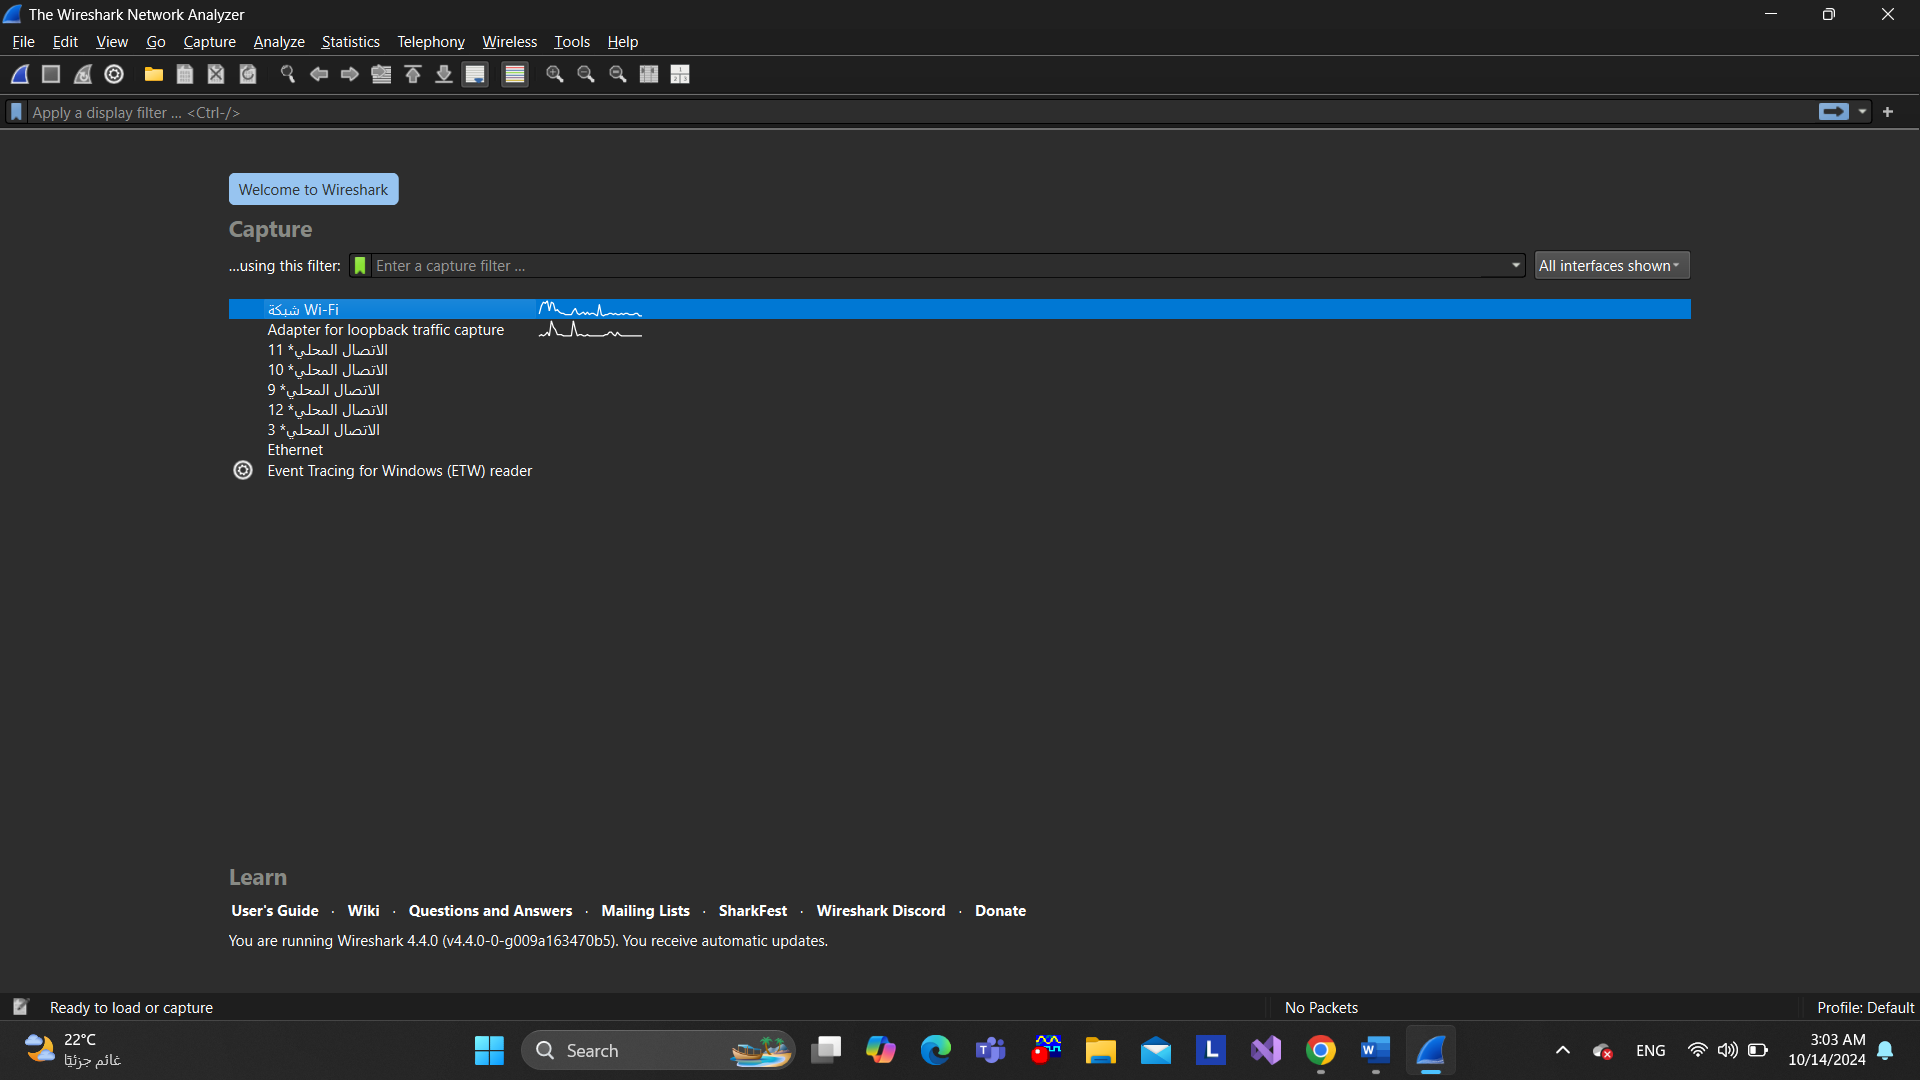 The Wireshark Network Analyzer
File Edit View Go Capture Analyze Statistics Telephony Wireless Tools Help
Apply a display filter ... <Ctrl-/>
Welcome to Wireshark
Capture
...using this filter: Enter a capture filter ... All interfaces shown
شبكة Wi-Fi
Adapter for loopback traffic capture
الاتصال المحلي* 11
الاتصال المحلي* 10
الاتصال المحلي* 9
الاتصال المحلي* 12
الاتصال المحلي* 3
Ethernet
Event Tracing for Windows (ETW) reader
Learn
User's Guide · Wiki · Questions and Answers · Mailing Lists · SharkFest · Wireshark Discord · Donate
You are running Wireshark 4.4.0 (v4.4.0-0-g009a163470b5). You receive automatic updates.
Ready to load or capture No Packets Profile: Default
22°C
غائم جزئيًا
Search
L
ENG
3:03 AM
10/14/2024